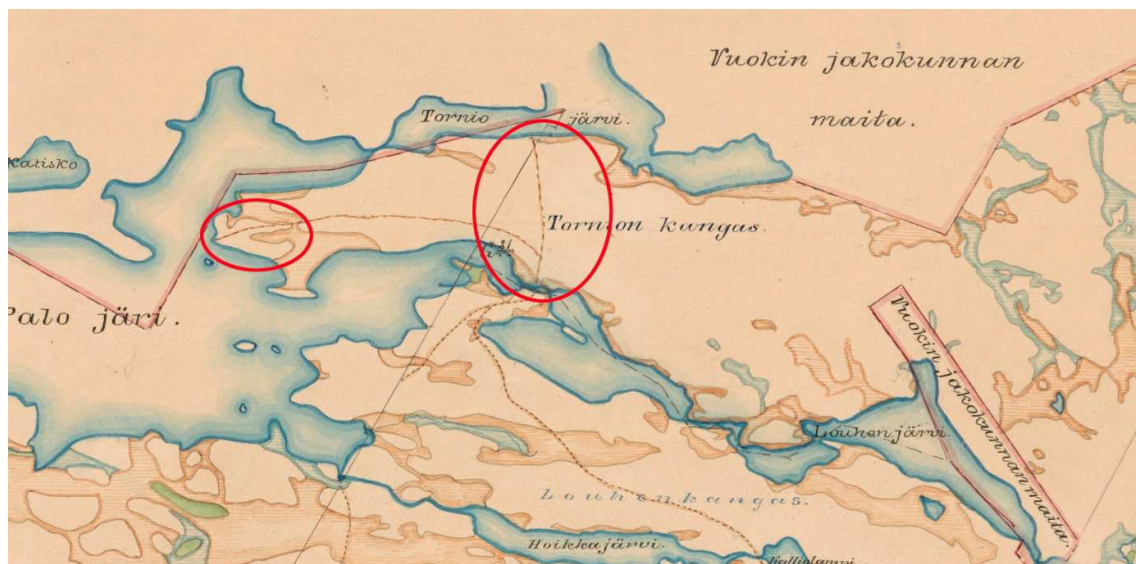 Vuokin jakokunnan
maita.
Tornio järvi.
Katisko
Tornion kangas.
Palo järi.
Vuokin jakokunnan maita.
Louhenjärvi.
Louhenkangas.
Hoikkajärvi.